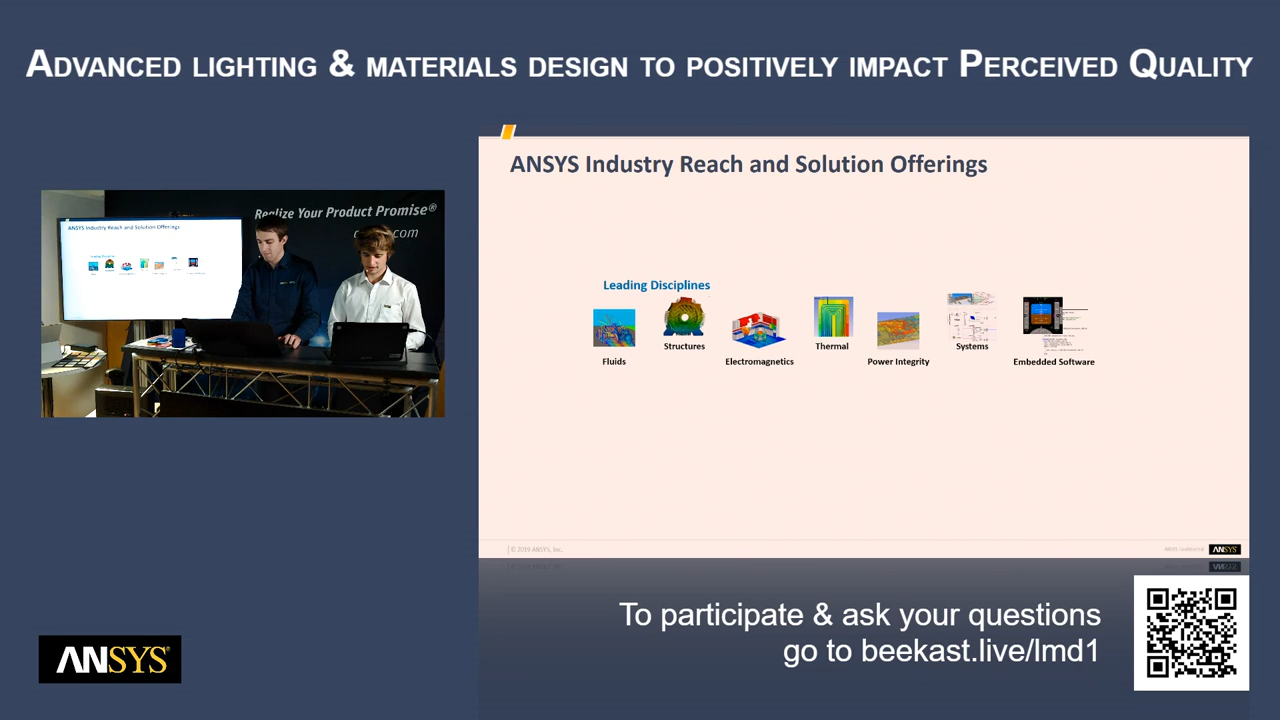 ADVANCED LIGHTING & MATERIALS DESIGN TO POSITIVELY IMPACT PERCEIVED QUALITY
ANSYS Industry Reach and Solution Offerings
Realize Your Product Promise®
ANSYS Industry Reach and Solution Offerings
Leading Disciplines
Fluids
Structures
Electromagnetics
Thermal
Power Integrity
Systems
Embedded Software
© 2019 ANSYS, Inc.
ANSYS
To participate & ask your questions
go to beekast.live/lmd1
ANSYS®